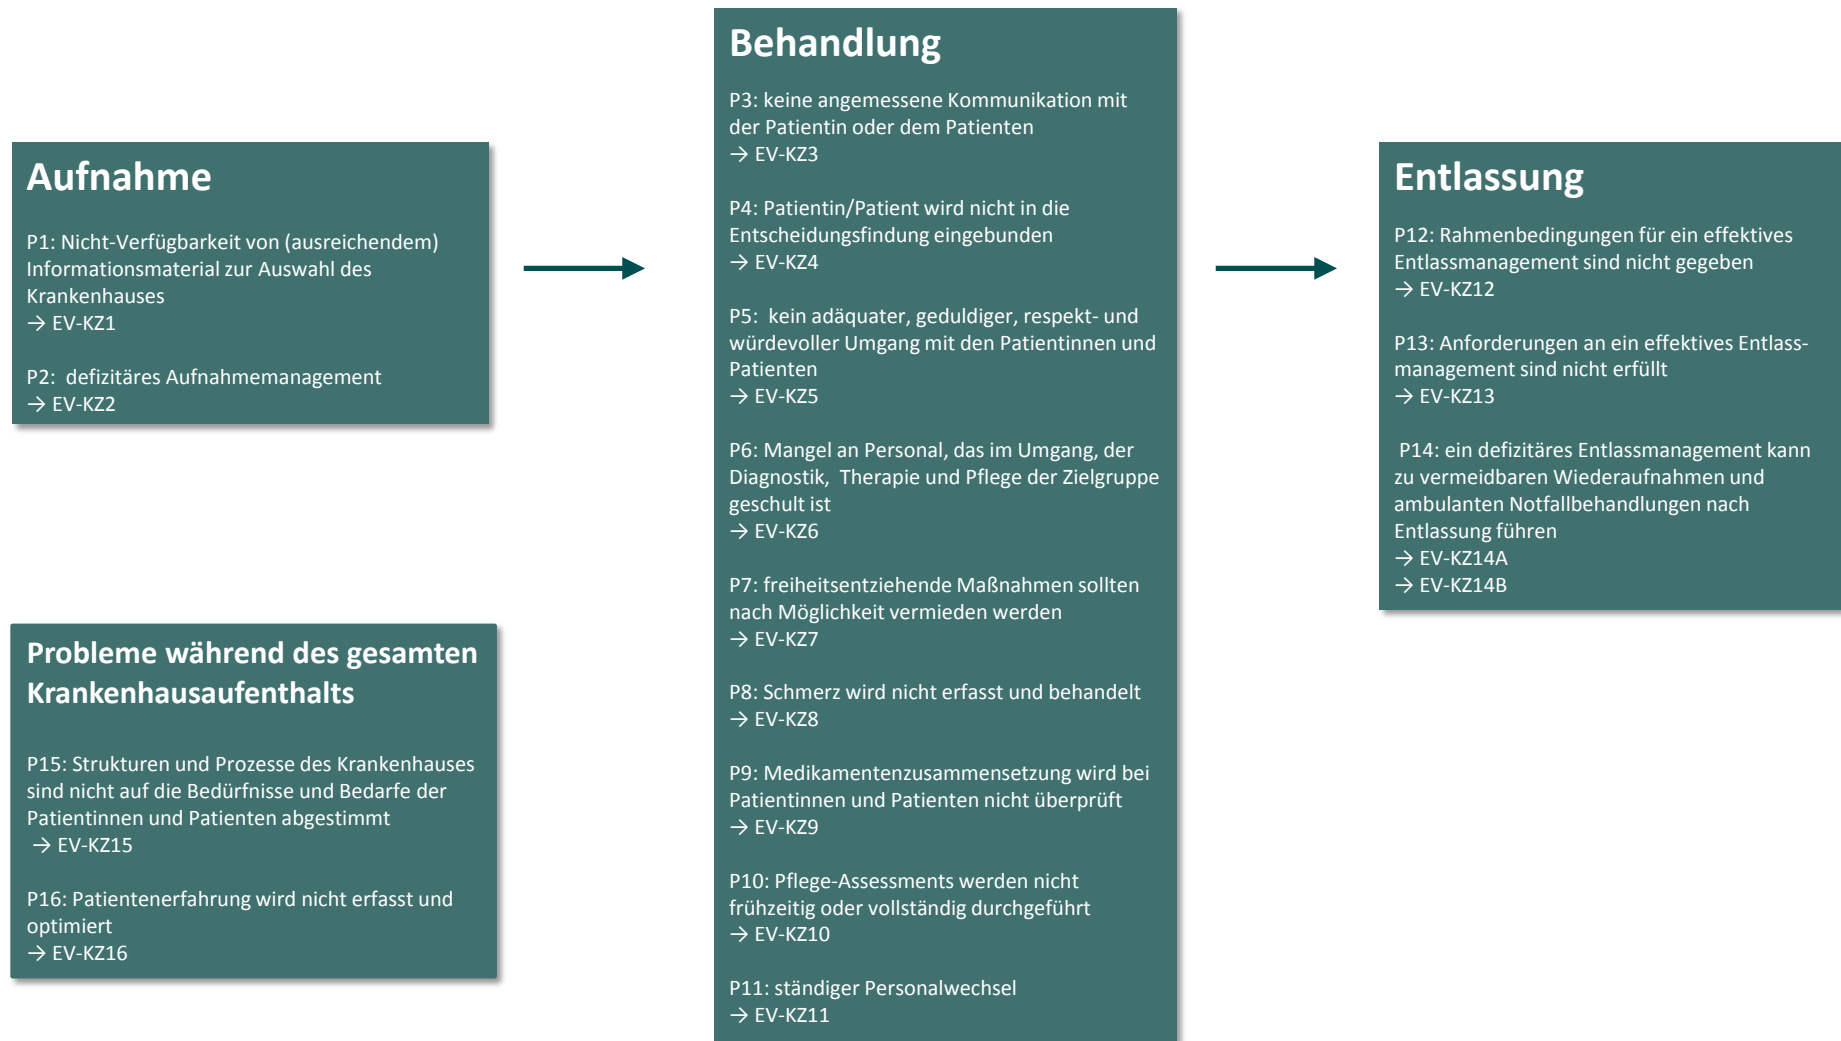 Aufnahme
P1: Nicht-Verfügbarkeit von (ausreichendem)
Informationsmaterial zur Auswahl des
Krankenhauses
→ EV-KZ1
P2:  defizitäres Aufnahmemanagement
→ EV-KZ2
Behandlung
P3: keine angemessene Kommunikation mit
der Patientin oder dem Patienten
→ EV-KZ3
P4: Patientin/Patient wird nicht in die
Entscheidungsfindung eingebunden
→ EV-KZ4
P5:  kein adäquater, geduldiger, respekt- und
würdevoller Umgang mit den Patientinnen und
Patienten
→ EV-KZ5
P6: Mangel an Personal, das im Umgang, der
Diagnostik,  Therapie und Pflege der Zielgruppe
geschult ist
→ EV-KZ6
P7: freiheitsentziehende Maßnahmen sollten
nach Möglichkeit vermieden werden
→ EV-KZ7
P8: Schmerz wird nicht erfasst und behandelt
→ EV-KZ8
P9: Medikamentenzusammensetzung wird bei
Patientinnen und Patienten nicht überprüft
→ EV-KZ9
P10: Pflege-Assessments werden nicht
frühzeitig oder vollständig durchgeführt
→ EV-KZ10
P11: ständiger Personalwechsel
→ EV-KZ11
Entlassung
P12: Rahmenbedingungen für ein effektives
Entlassmanagement sind nicht gegeben
→ EV-KZ12
P13: Anforderungen an ein effektives Entlass-
management sind nicht erfüllt
→ EV-KZ13
P14: ein defizitäres Entlassmanagement kann
zu vermeidbaren Wiederaufnahmen und
ambulanten Notfallbehandlungen nach
Entlassung führen
→ EV-KZ14A
→ EV-KZ14B
Probleme während des gesamten
Krankenhausaufenthalts
P15: Strukturen und Prozesse des Krankenhauses
sind nicht auf die Bedürfnisse und Bedarfe der
Patientinnen und Patienten abgestimmt
→ EV-KZ15
P16: Patientenerfahrung wird nicht erfasst und
optimiert
→ EV-KZ16